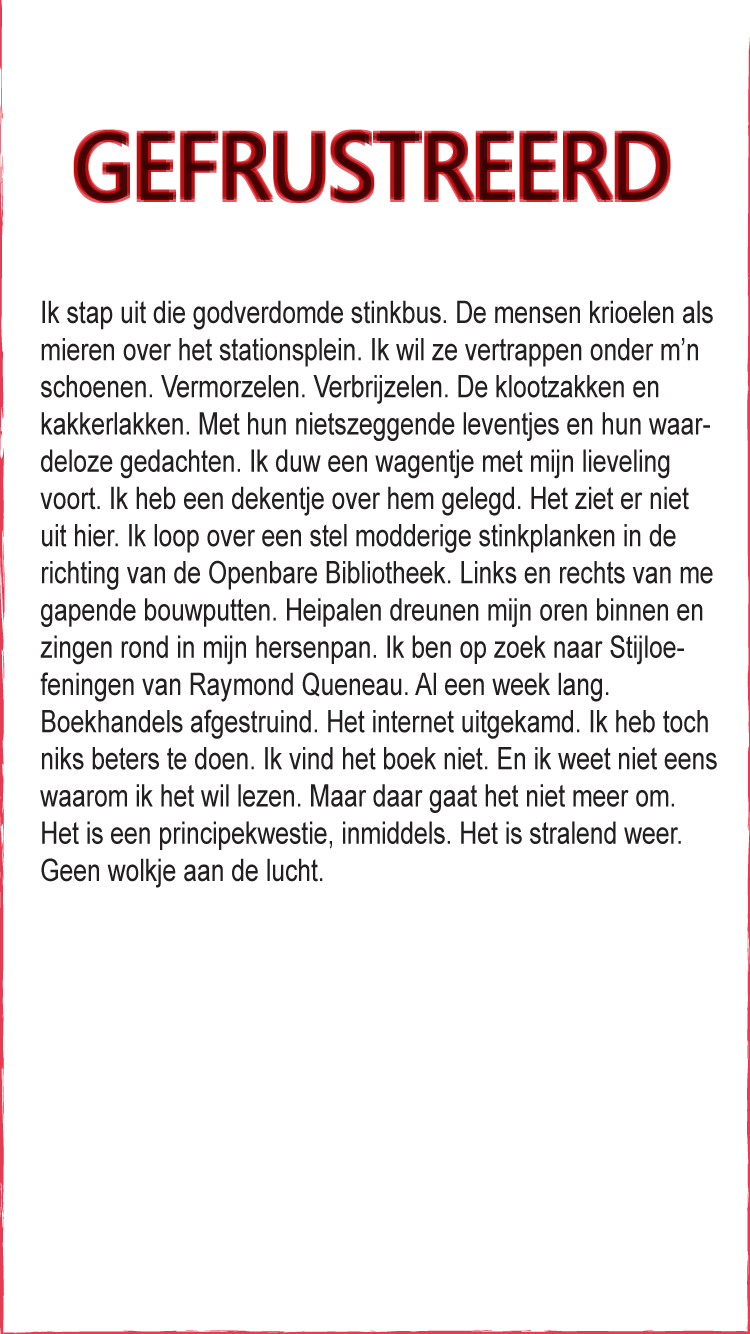 GEFRUSTREERD
Ik stap uit die godverdomde stinkbus. De mensen krioelen als
mieren over het stationsplein. Ik wil ze vertrappen onder m’n
schoenen. Vermorzelen. Verbrijzelen. De klootzakken en
kakkerlakken. Met hun nietszeggende leventjes en hun waar-
deloze gedachten. Ik duw een wagentje met mijn lieveling
voort. Ik heb een dekentje over hem gelegd. Het ziet er niet
uit hier. Ik loop over een stel modderige stinkplanken in de
richting van de Openbare Bibliotheek. Links en rechts van me
gapende bouwputten. Heipalen dreunen mijn oren binnen en
zingen rond in mijn hersenpan. Ik ben op zoek naar Stijloe-
feningen van Raymond Queneau. Al een week lang.
Boekhandels afgestruind. Het internet uitgekamd. Ik heb toch
niks beters te doen. Ik vind het boek niet. En ik weet niet eens
waarom ik het wil lezen. Maar daar gaat het niet meer om.
Het is een principekwestie, inmiddels. Het is stralend weer.
Geen wolkje aan de lucht.